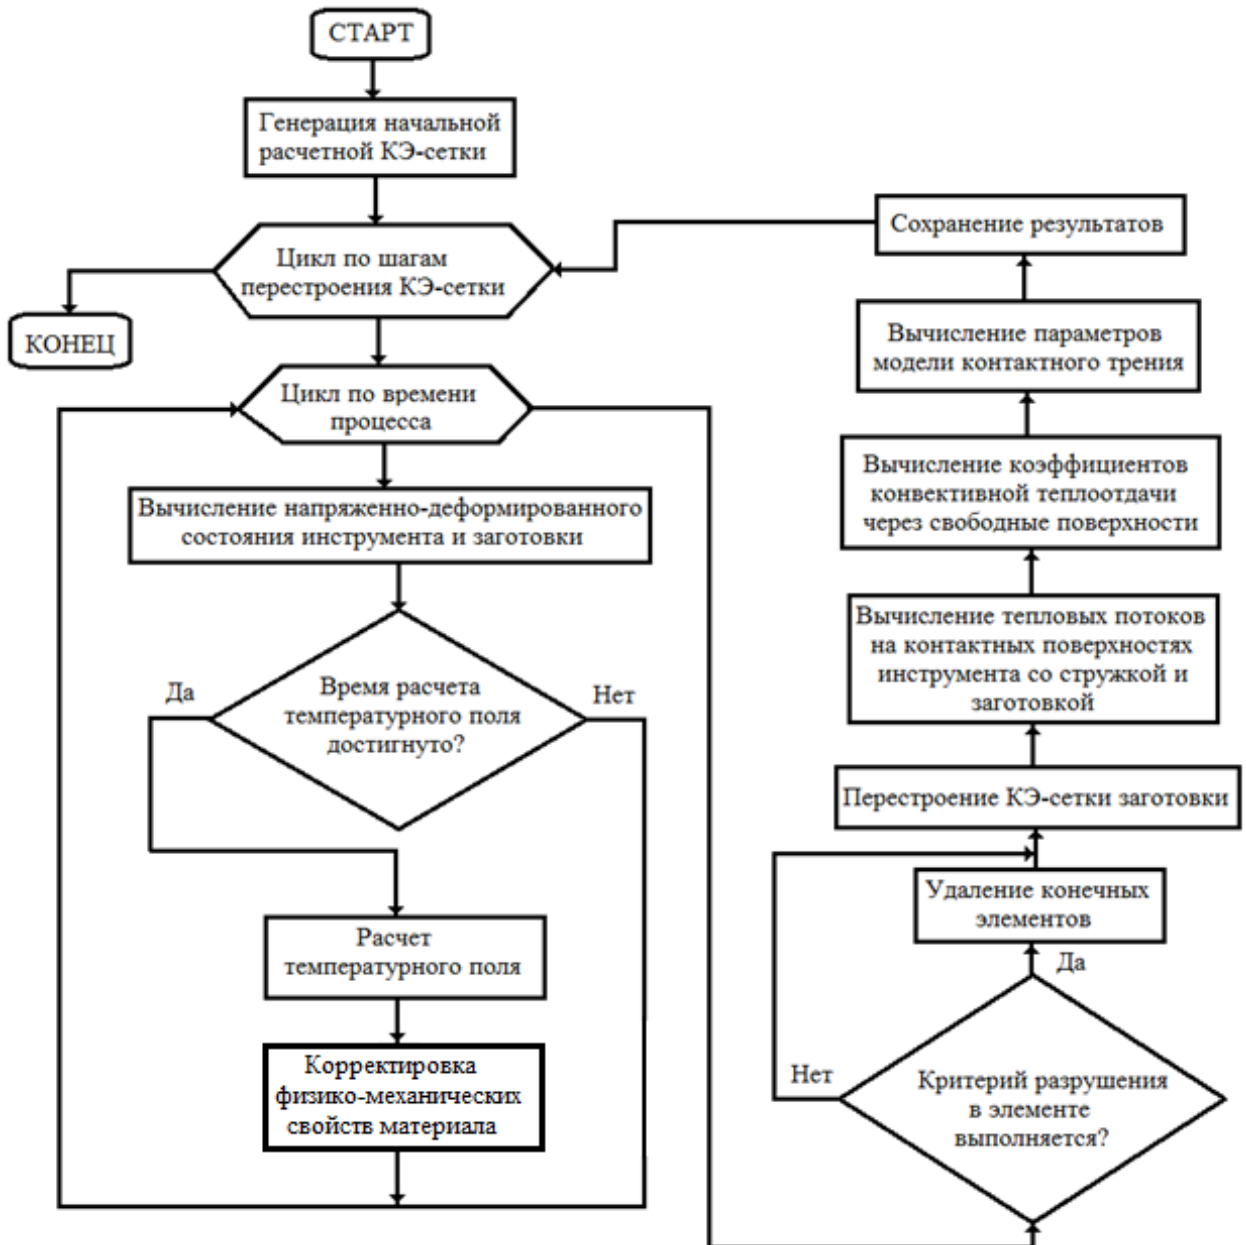 СТАРТ
Генерация начальной
расчетной КЭ-сетки
Цикл по шагам
перестроения КЭ-сетки
КОНЕЦ
Цикл по времени
процесса
Вычисление напряженно-деформированного
состояния инструмента и заготовки
Время расчета
температурного поля
достигнуто?
Да
Нет
Расчет
температурного поля
Корректировка
физико-механических
свойств материала
Сохранение результатов
Вычисление параметров
модели контактного трения
Вычисление коэффициентов
конвективной теплоотдачи
через свободные поверхности
Вычисление тепловых потоков
на контактных поверхностях
инструмента со стружкой и
заготовкой
Перестроение КЭ-сетки заготовки
Удаление конечных
элементов
Да
Нет
Критерий разрушения
в элементе
выполняется?